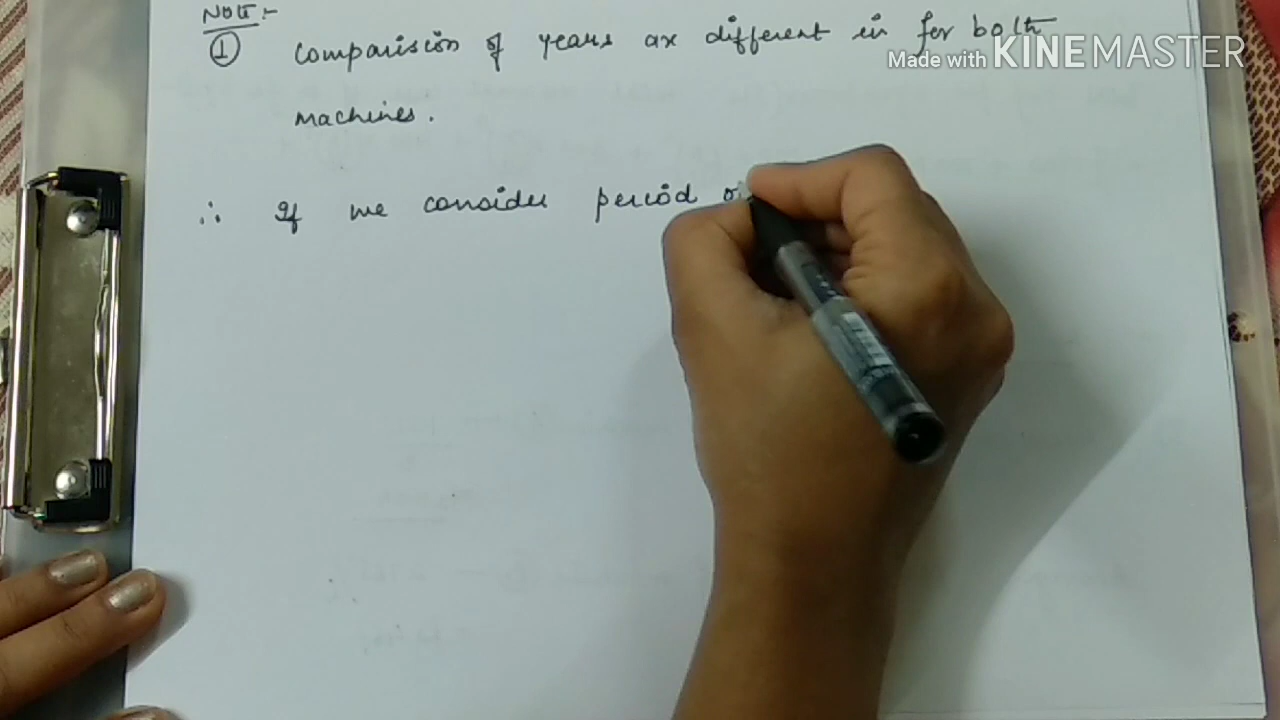 Note:-
① Comparision of years are different in for both
Made with KINEMASTER
machines.
∴ If we consider period o